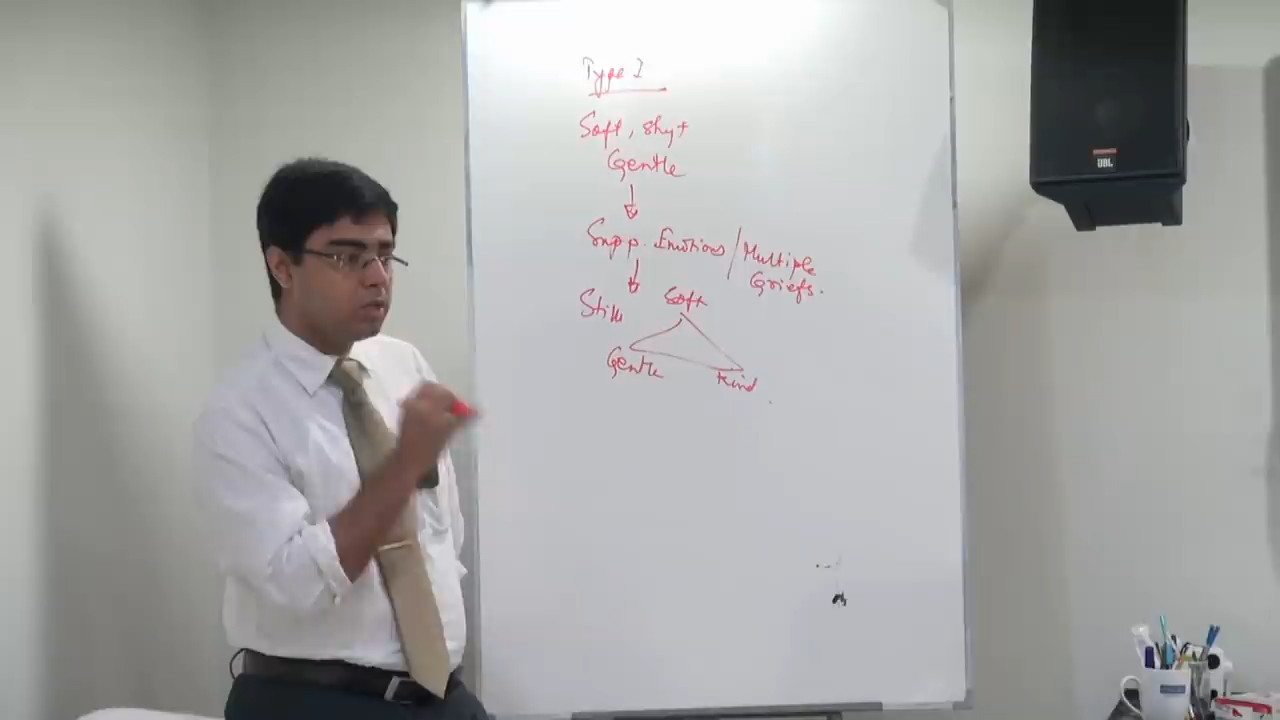 Type I
Soft, Shy +
Gentle
Supp. Emotions / Multiple
Griefs.
Still
Soft
Gentle
Kind
JBL